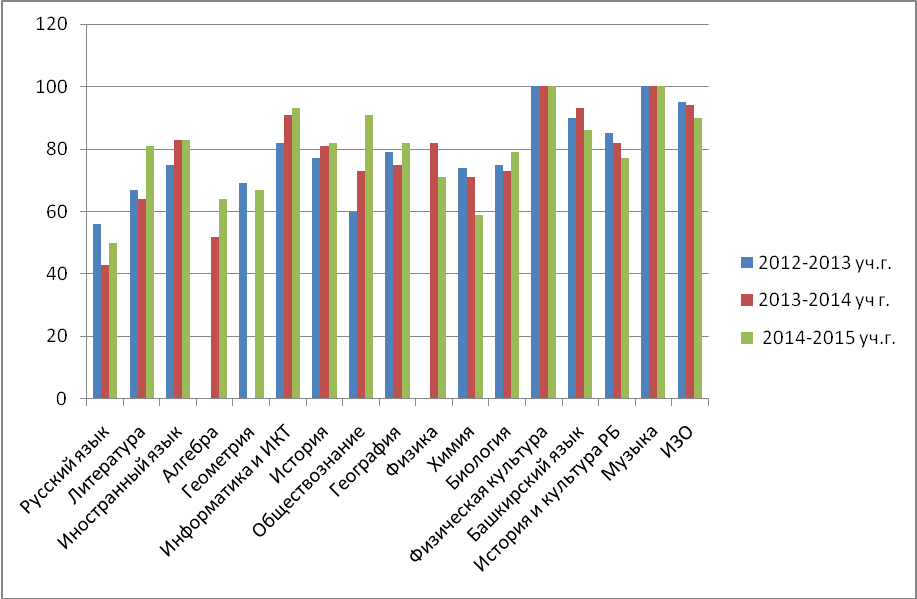 120
100
80
60
40
20
0
Русский язык
Литература
Иностранный язык
Алгебра
Геометрия
Информатика и ИКТ
История
Обществознание
География
Физика
Химия
Биология
Физическая культура
Башкирский язык
История и культура РБ
Музыка
ИЗО
2012-2013 уч.г.
2013-2014 уч г.
2014-2015 уч.г.